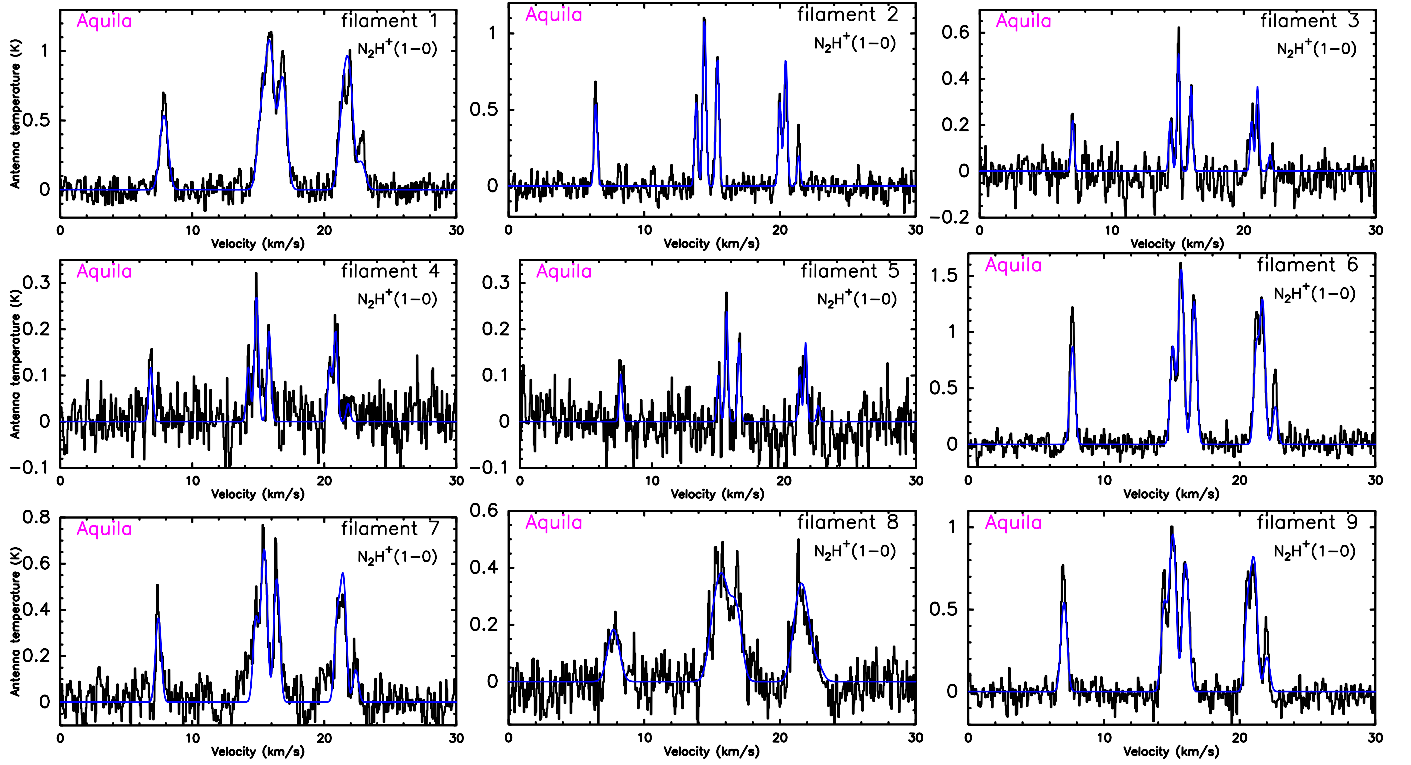 Aquila filament 1
N₂H⁺(1−0)
Antenna temperature (K)
1
0.5
0
0 10 20 30
Velocity (km/s)
Aquila filament 2
N₂H⁺(1−0)
1
0.5
0
0 10 20 30
Velocity (km/s)
Aquila filament 3
N₂H⁺(1−0)
0.6
0.4
0.2
0
−0.2
0 10 20 30
Velocity (km/s)
Aquila filament 4
N₂H⁺(1−0)
Antenna temperature (K)
0.3
0.2
0.1
0
−0.1
0 10 20 30
Velocity (km/s)
Aquila filament 5
N₂H⁺(1−0)
0.3
0.2
0.1
0
−0.1
0 10 20 30
Velocity (km/s)
Aquila filament 6
N₂H⁺(1−0)
1.5
1
0.5
0
0 10 20 30
Velocity (km/s)
Aquila filament 7
N₂H⁺(1−0)
Antenna temperature (K)
0.8
0.6
0.4
0.2
0
0 10 20 30
Velocity (km/s)
Aquila filament 8
N₂H⁺(1−0)
0.6
0.4
0.2
0
0 10 20 30
Velocity (km/s)
Aquila filament 9
N₂H⁺(1−0)
1
0.5
0
0 10 20 30
Velocity (km/s)